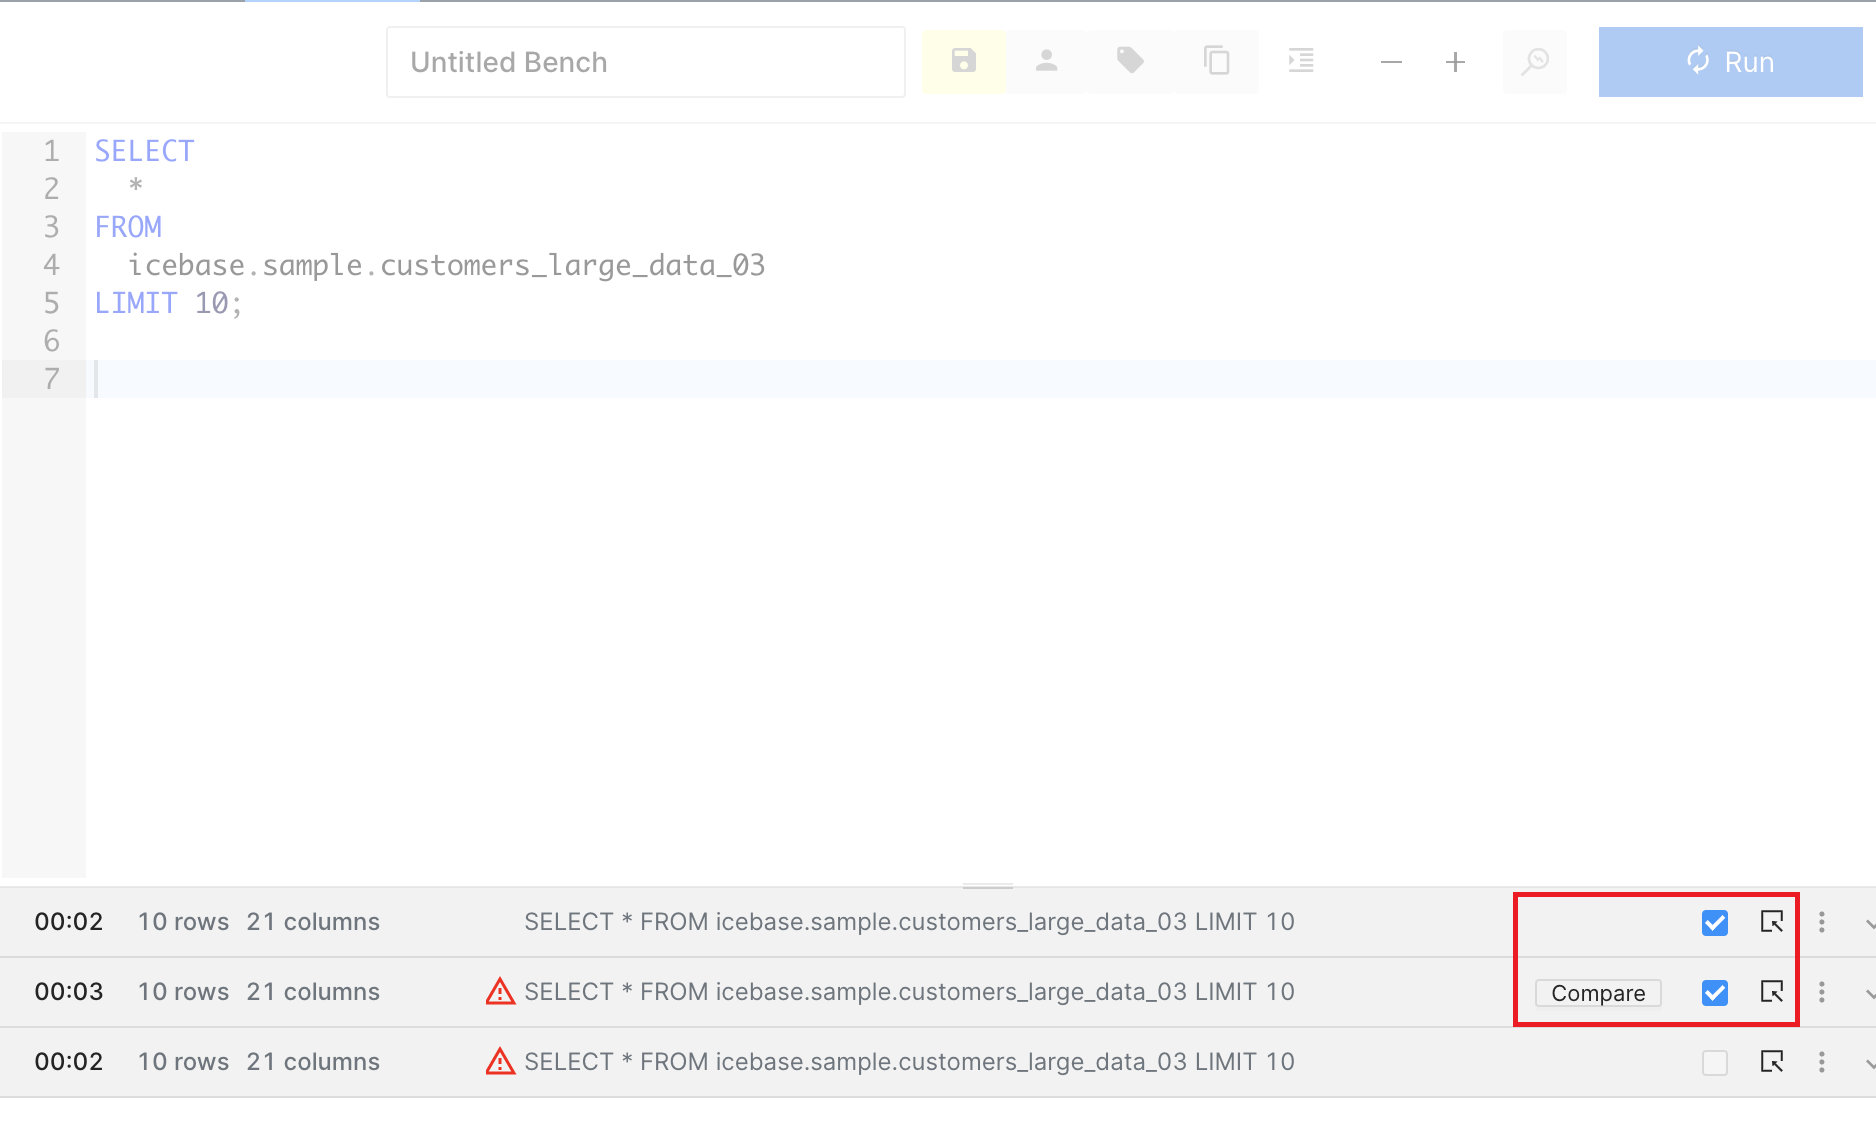 Untitled Bench Run
1 SELECT
2 *
3 FROM
4 icebase.sample.customers_large_data_03
5 LIMIT 10;
6
7
00:02 10 rows 21 columns SELECT * FROM icebase.sample.customers_large_data_03 LIMIT 10
00:03 10 rows 21 columns SELECT * FROM icebase.sample.customers_large_data_03 LIMIT 10 Compare
00:02 10 rows 21 columns SELECT * FROM icebase.sample.customers_large_data_03 LIMIT 10